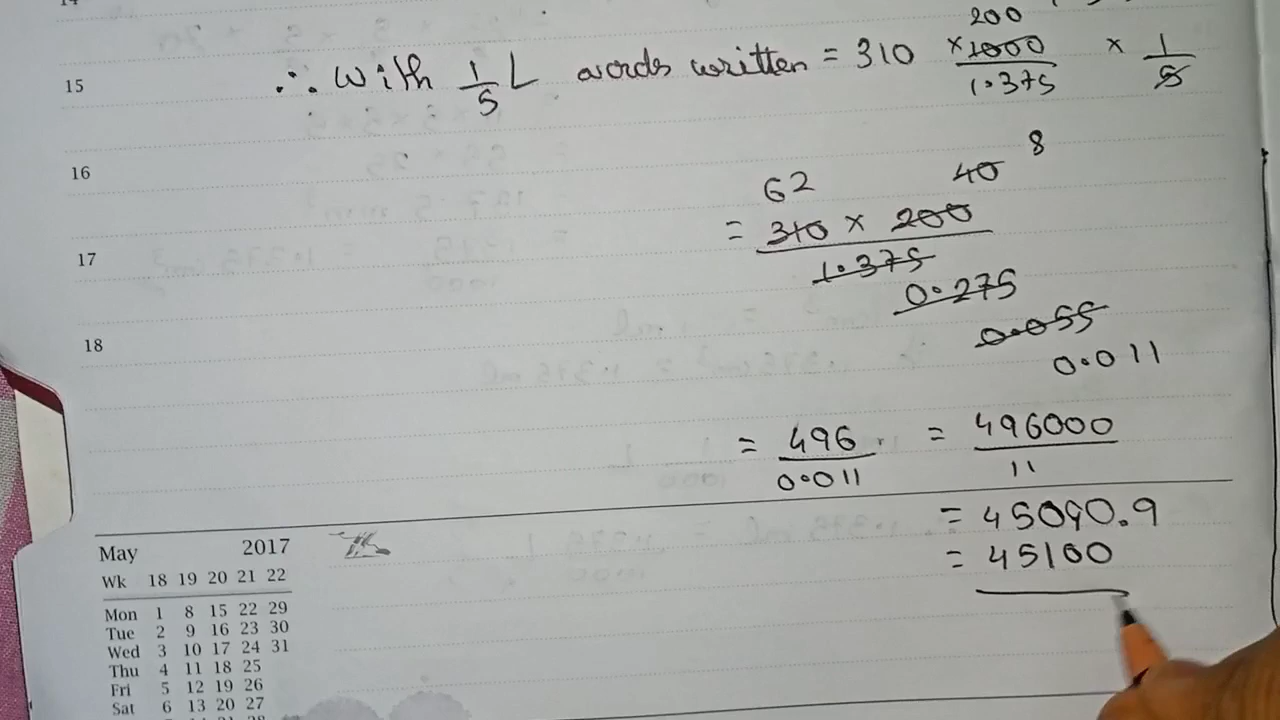 15
∴ With 1/5 L words written = 310 × 1000/1.375 × 1/5
200
16
62 40 8
= 310 × 200
17
1.375
0.275
0.055
18
0.011
= 496/0.011 = 496000/11
= 45090.9
= 45100
May 2017
Wk 18 19 20 21 22
Mon 1 8 15 22 29
Tue 2 9 16 23 30
Wed 3 10 17 24 31
Thu 4 11 18 25
Fri 5 12 19 26
Sat 6 13 20 27